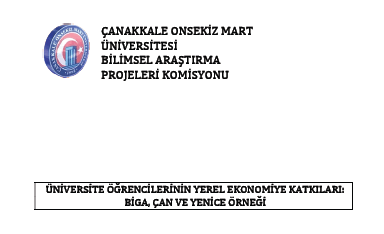 ÇANAKKALE ONSEKİZ MART
ÜNİVERSİTESİ
BİLİMSEL ARAŞTIRMA
PROJELERİ KOMİSYONU
ÜNİVERSİTE ÖĞRENCİLERİNİN YEREL EKONOMİYE KATKILARI:
BİGA, ÇAN VE YENİCE ÖRNEĞİ